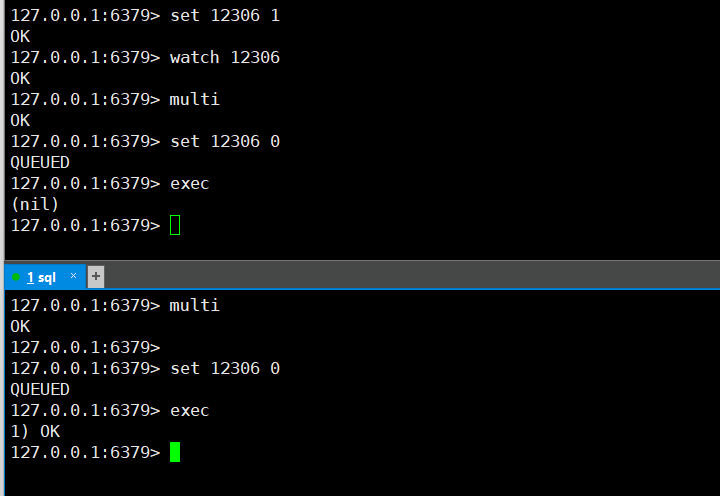 127.0.0.1:6379> set 12306 1
OK
127.0.0.1:6379> watch 12306
OK
127.0.0.1:6379> multi
OK
127.0.0.1:6379> set 12306 0
QUEUED
127.0.0.1:6379> exec
(nil)
127.0.0.1:6379>
1 sql × +
127.0.0.1:6379> multi
OK
127.0.0.1:6379>
127.0.0.1:6379> set 12306 0
QUEUED
127.0.0.1:6379> exec
1) OK
127.0.0.1:6379>